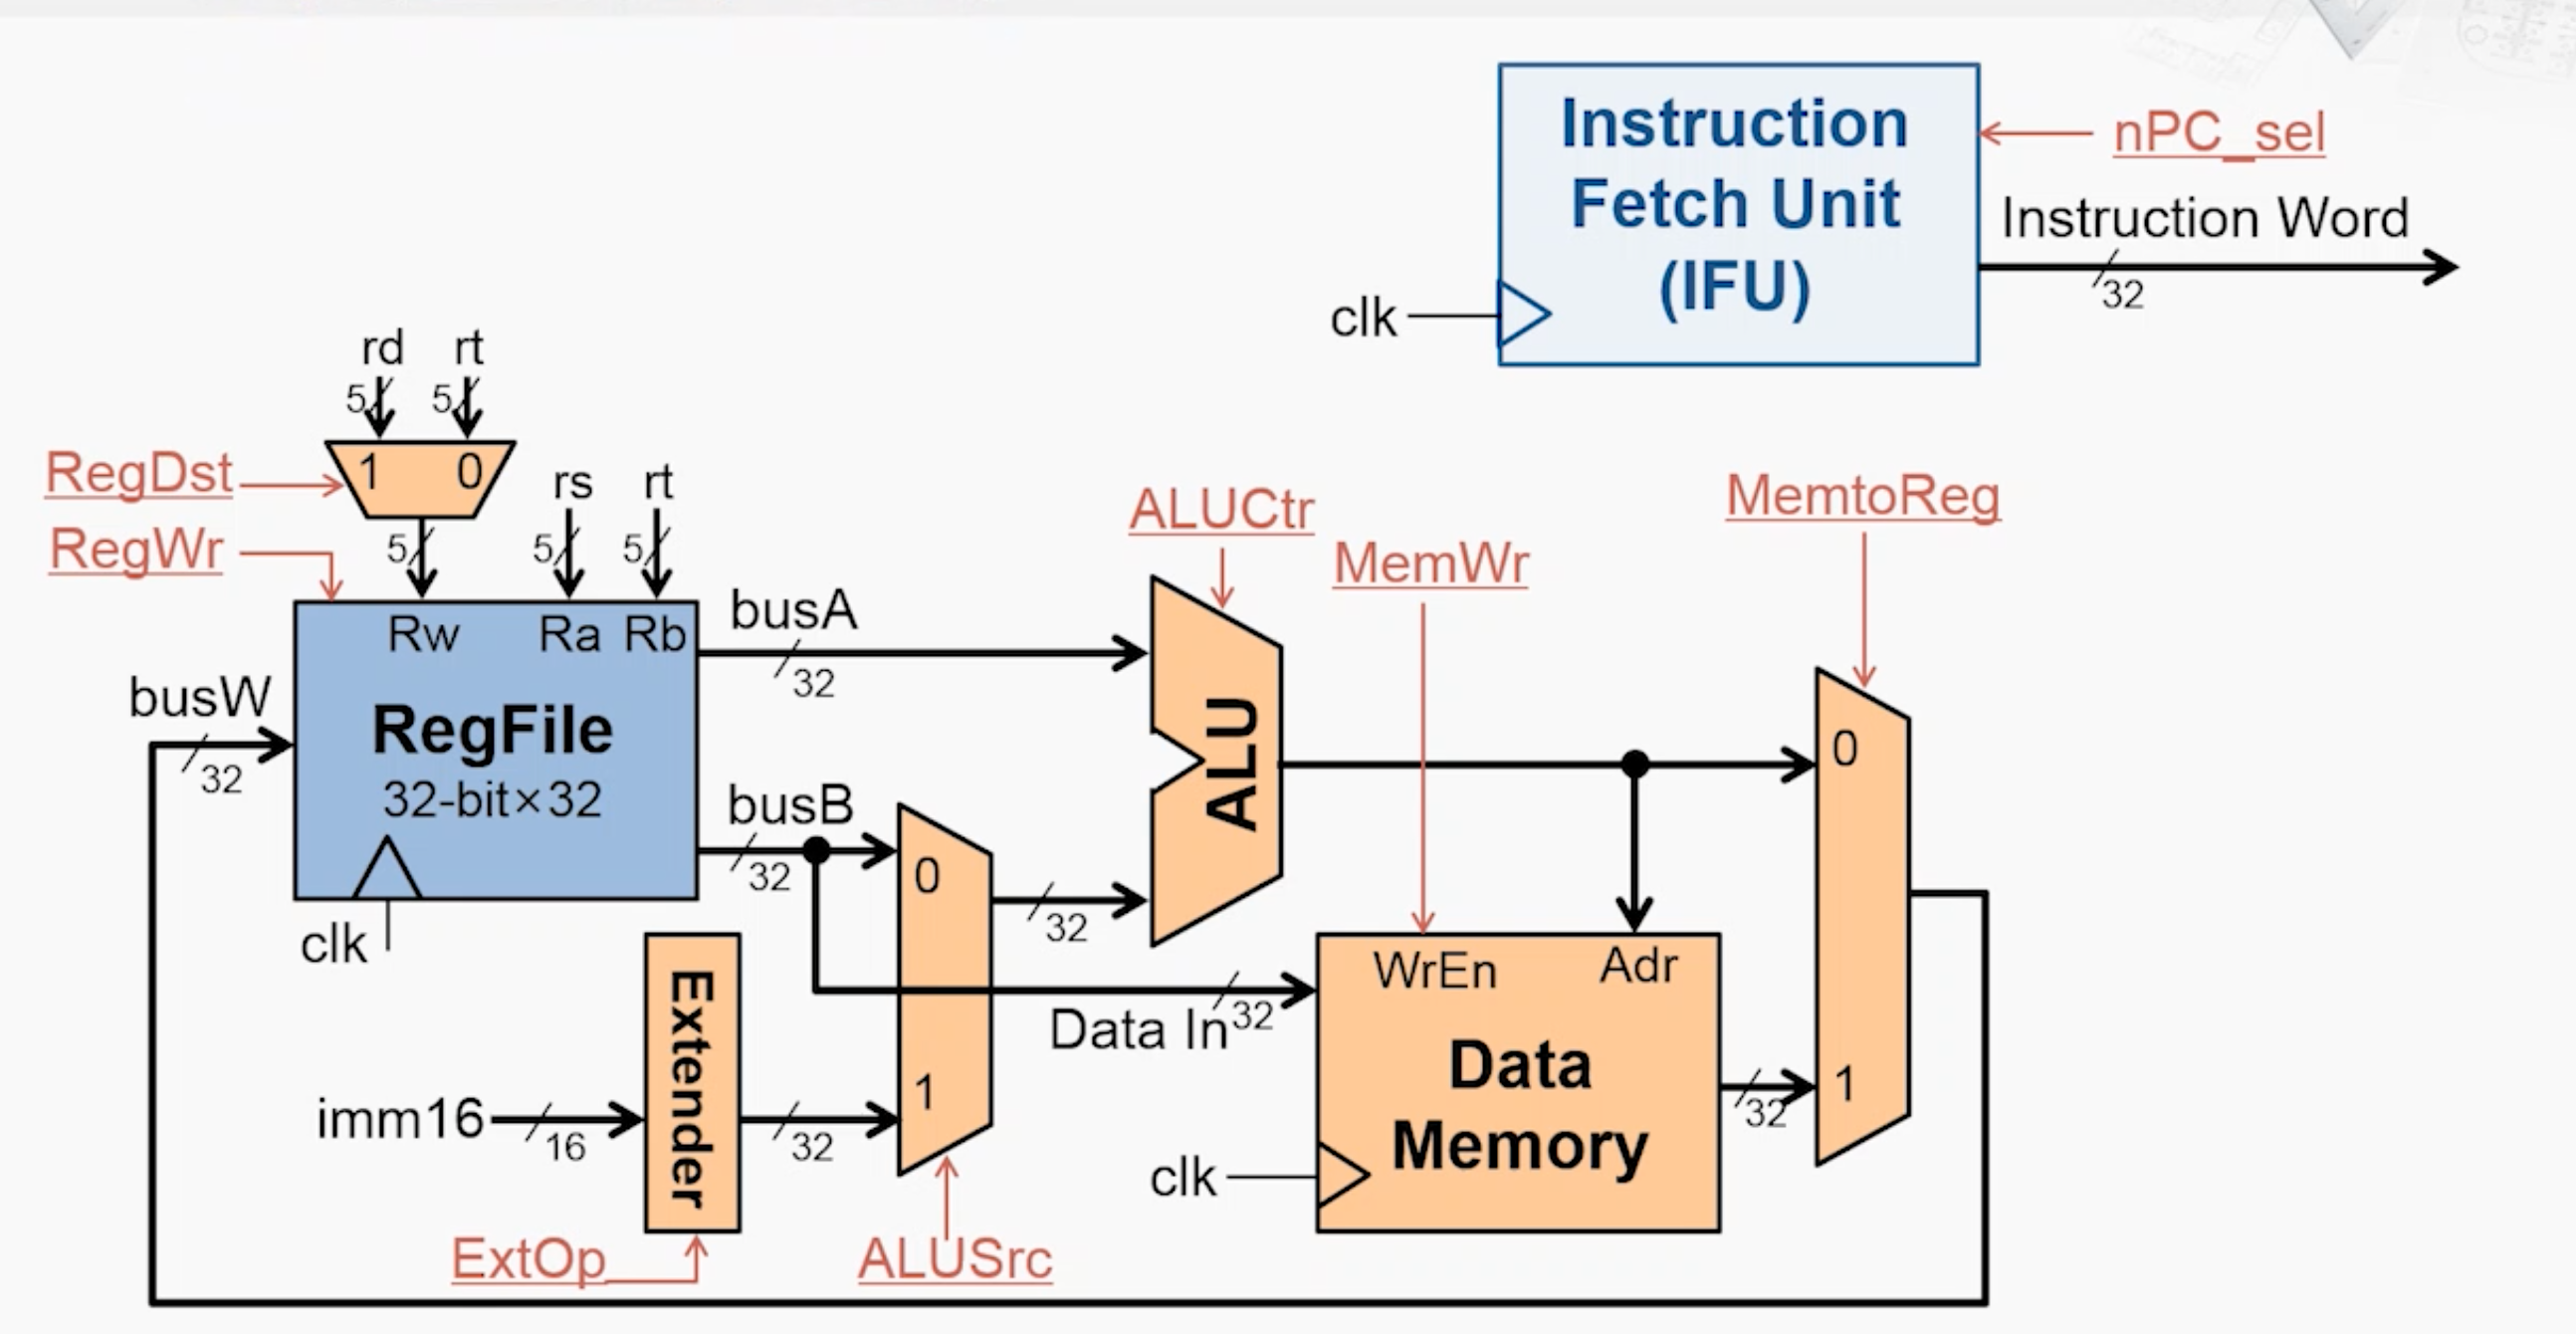 Instruction
Fetch Unit
(IFU)
nPC_sel
Instruction Word
32
clk
rd rt
5 5
RegDst
1 0
rs rt
RegWr
5 5 5
Rw Ra Rb
busW
32
RegFile
32-bit×32
clk
busA
32
busB
32
ALUCtr
MemWr
MemtoReg
0
1
32
ALU
imm16
16
Extender
32
ExtOp
ALUSrc
Data In
32
WrEn Adr
Data
Memory
clk
32
0
1